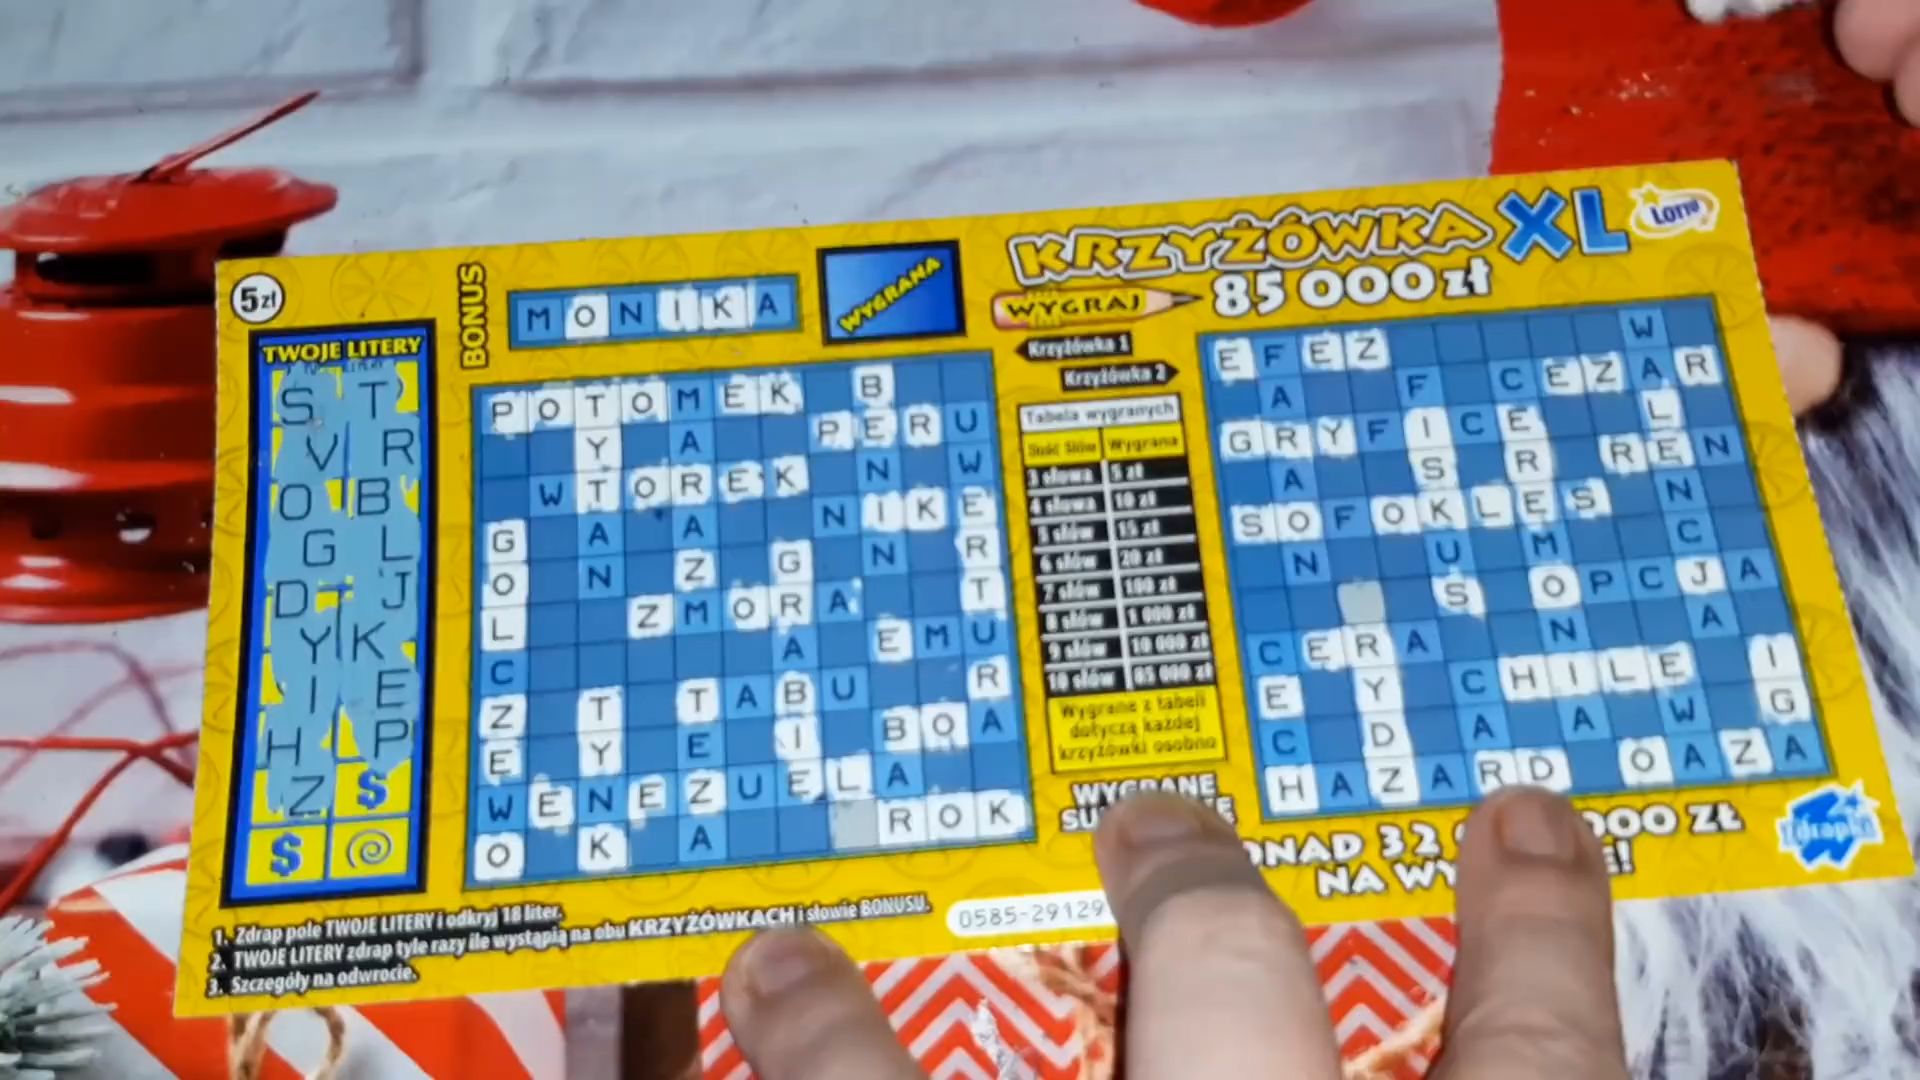 5 zł
BONUS
MONIKA
WYGRANA
KRZYŻÓWKA XL
LOTTO
WYGRAJ 85 000 zł
Krzyżówka 1
Krzyżówka 2
TWOJE LITERY
S T
V R
O B
G L
D J
Y K
I E
H P
Z $
$
POTOMEK
B
PERU
Y
A
N
W
WTOREK
NIKE
G
A
A
N
R
O
N
Z
G
T
L
ZMORA
EMU
C
A
R
Z
T
TABU
BOA
E
Y
E
I
WENEZUELA
O
K
A
ROK
Tabela wygranych
Ilość Słów Wygrana
3 słowa 5 zł
4 słowa 10 zł
5 słów 15 zł
6 słów 20 zł
7 słów 100 zł
8 słów 1 000 zł
9 słów 10 000 zł
10 słów 85 000 zł
Wygrane z tabeli
dotyczą każdej
krzyżówki osobno
WYGRANE
EFEZ
W
A
F
CEZAR
GRYFICE
L
A
S
R
REN
SOFOKLES
N
N
U
M
C
S
OPCJA
N
A
CERA
E
Y
CHILE
I
C
D
A
A
W
G
HAZARD
OAZA
NA
zdrapki
1. Zdrap pole TWOJE LITERY i odkryj 18 liter.
2. TWOJE LITERY zdrap tyle razy ile wystąpią na obu KRZYŻÓWKACH i słowie BONUSU.
3. Szczegóły na odwrocie.
0585-29129